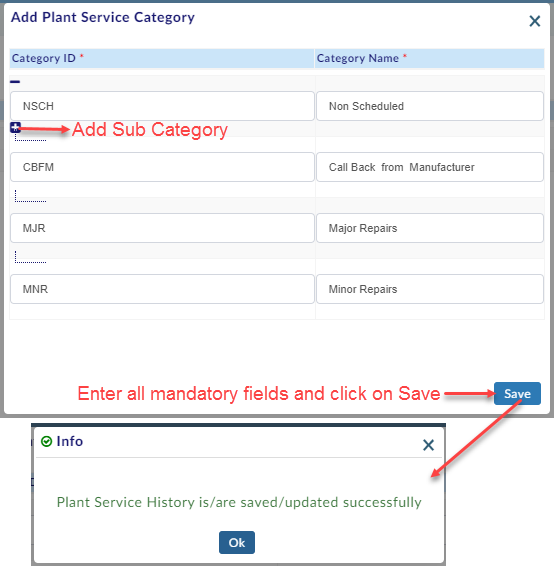 Add Plant Service Category
Category ID * Category Name *
NSCH Non Scheduled
Add Sub Category
CBFM Call Back from Manufacturer
MJR Major Repairs
MNR Minor Repairs
Enter all mandatory fields and click on Save Save
Info
Plant Service History is/are saved/updated successfully
Ok